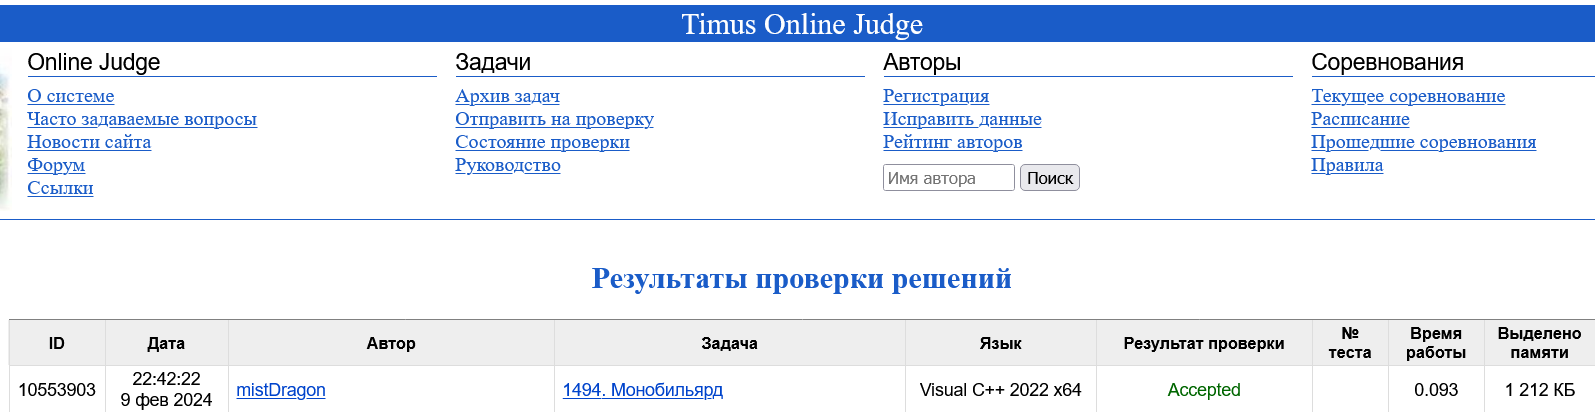 Timus Online Judge
Online Judge
О системе
Часто задаваемые вопросы
Новости сайта
Форум
Ссылки
Задачи
Архив задач
Отправить на проверку
Состояние проверки
Руководство
Авторы
Регистрация
Исправить данные
Рейтинг авторов
Имя автора Поиск
Соревнования
Текущее соревнование
Расписание
Прошедшие соревнования
Правила
Результаты проверки решений
ID Дата Автор Задача Язык Результат проверки № теста Время работы Выделено памяти
10553903 22:42:22 9 фев 2024 mistDragon 1494. Монобильярд Visual C++ 2022 x64 Accepted 0.093 1 212 КБ